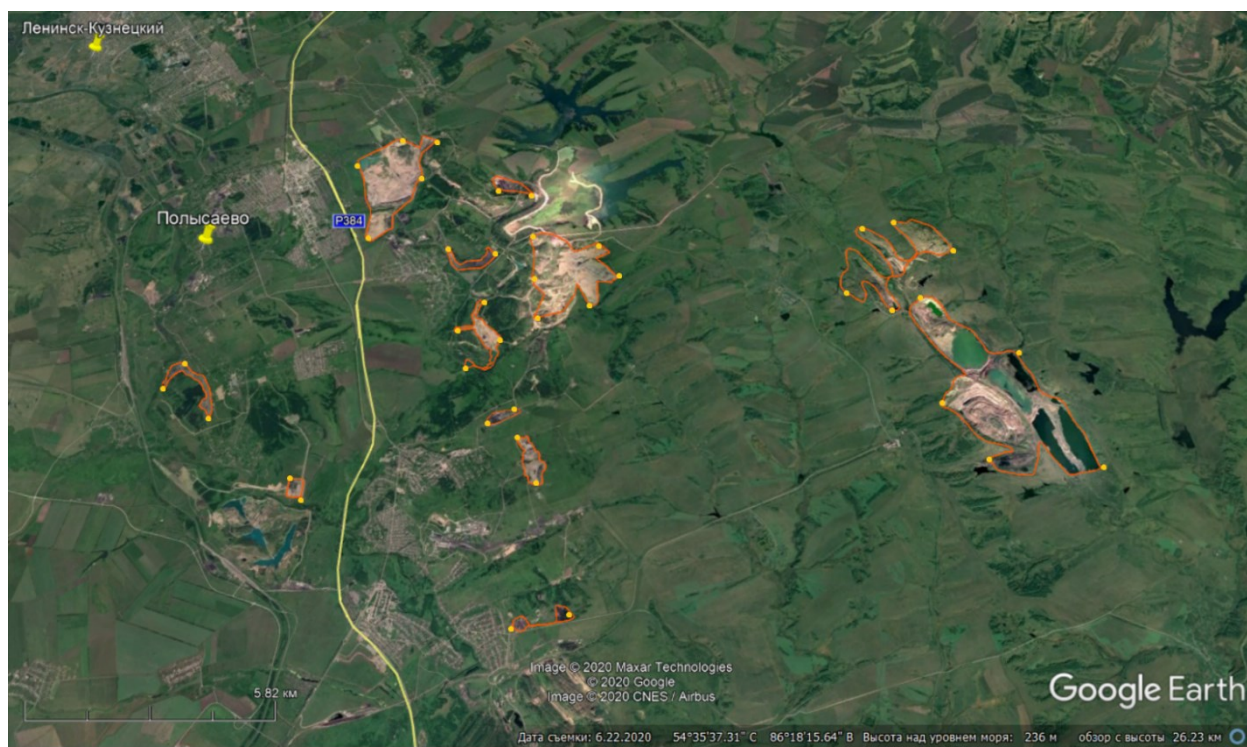 Ленинск-Кузнецкий
Полысаево
Р384
Image © 2020 Maxar Technologies
© 2020 Google
Image © 2020 CNES / Airbus
5.82 км
Google Earth
Дата съемки: 6.22.2020 54°35'37.31" С 86°18'15.64" В Высота над уровнем моря: 236 м обзор с высоты 26.23 км